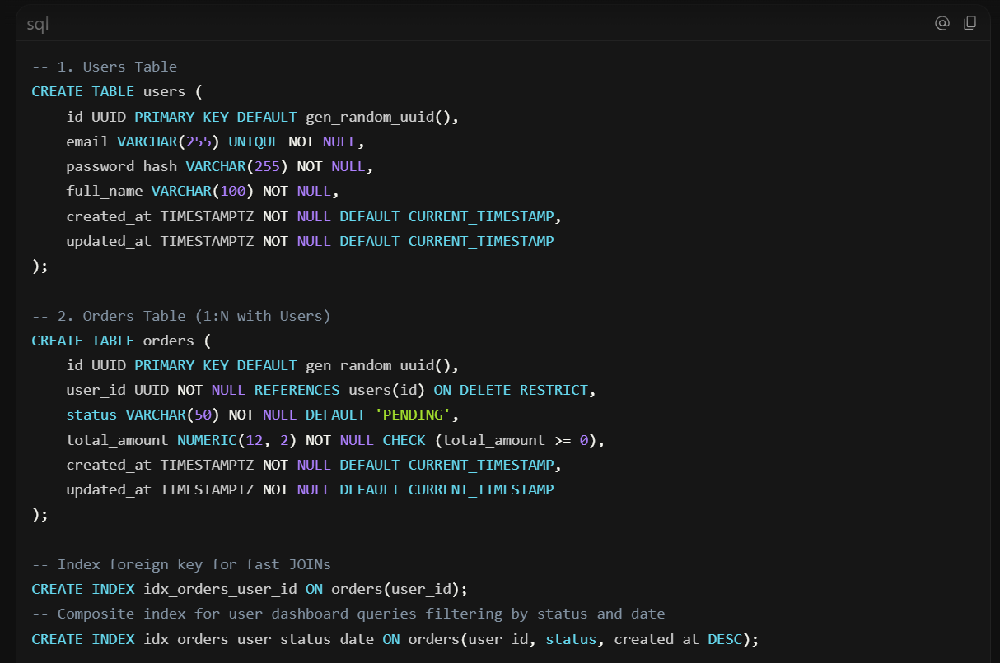 sql
-- 1. Users Table
CREATE TABLE users (
    id UUID PRIMARY KEY DEFAULT gen_random_uuid(),
    email VARCHAR(255) UNIQUE NOT NULL,
    password_hash VARCHAR(255) NOT NULL,
    full_name VARCHAR(100) NOT NULL,
    created_at TIMESTAMPTZ NOT NULL DEFAULT CURRENT_TIMESTAMP,
    updated_at TIMESTAMPTZ NOT NULL DEFAULT CURRENT_TIMESTAMP
);

-- 2. Orders Table (1:N with Users)
CREATE TABLE orders (
    id UUID PRIMARY KEY DEFAULT gen_random_uuid(),
    user_id UUID NOT NULL REFERENCES users(id) ON DELETE RESTRICT,
    status VARCHAR(50) NOT NULL DEFAULT 'PENDING',
    total_amount NUMERIC(12, 2) NOT NULL CHECK (total_amount >= 0),
    created_at TIMESTAMPTZ NOT NULL DEFAULT CURRENT_TIMESTAMP,
    updated_at TIMESTAMPTZ NOT NULL DEFAULT CURRENT_TIMESTAMP
);

-- Index foreign key for fast JOINs
CREATE INDEX idx_orders_user_id ON orders(user_id);
-- Composite index for user dashboard queries filtering by status and date
CREATE INDEX idx_orders_user_status_date ON orders(user_id, status, created_at DESC);